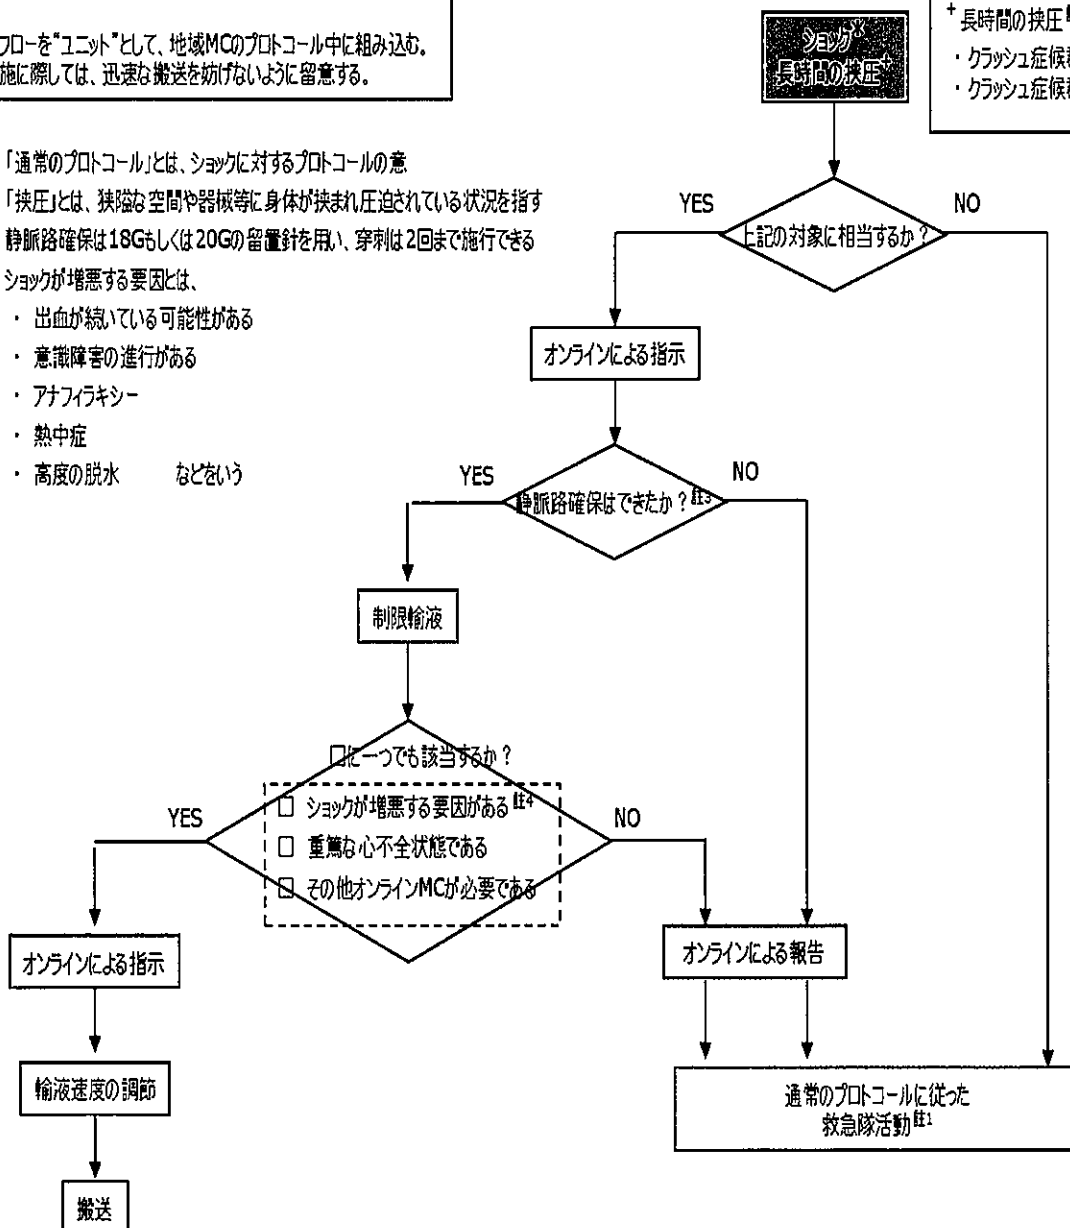 フローを"ユニット"として、地域MCのプロトコール中に組み込む。
施に際しては、迅速な搬送を妨げないように留意する。
ショック*
長時間の挟圧+
+ 長時間の挟圧
・クラッシュ症候
・クラッシュ症候
「通常のプロトコール」とは、ショックに対するプロトコールの意
「挟圧」とは、狭隘な空間や器械等に身体が挟まれ圧迫されている状況を指す
静脈路確保は18Gもしくは20Gの留置針を用い、穿刺は2回まで施行できる
ショックが増悪する要因とは、
・ 出血が続いている可能性がある
・ 意識障害の進行がある
・ アナフィラキシー
・ 熱中症
・ 高度の脱水 などをいう
YES
NO
上記の対象に相当するか？
オンラインによる指示
YES
NO
静脈路確保はできたか？註3
制限輸液
□に一つでも該当するか？
YES
NO
□ ショックが増悪する要因がある註4
□ 重篤な心不全状態である
□ その他オンラインMCが必要である
オンラインによる指示
オンラインによる報告
輸液速度の調節
通常のプロトコールに従った
救急隊活動註1
搬送